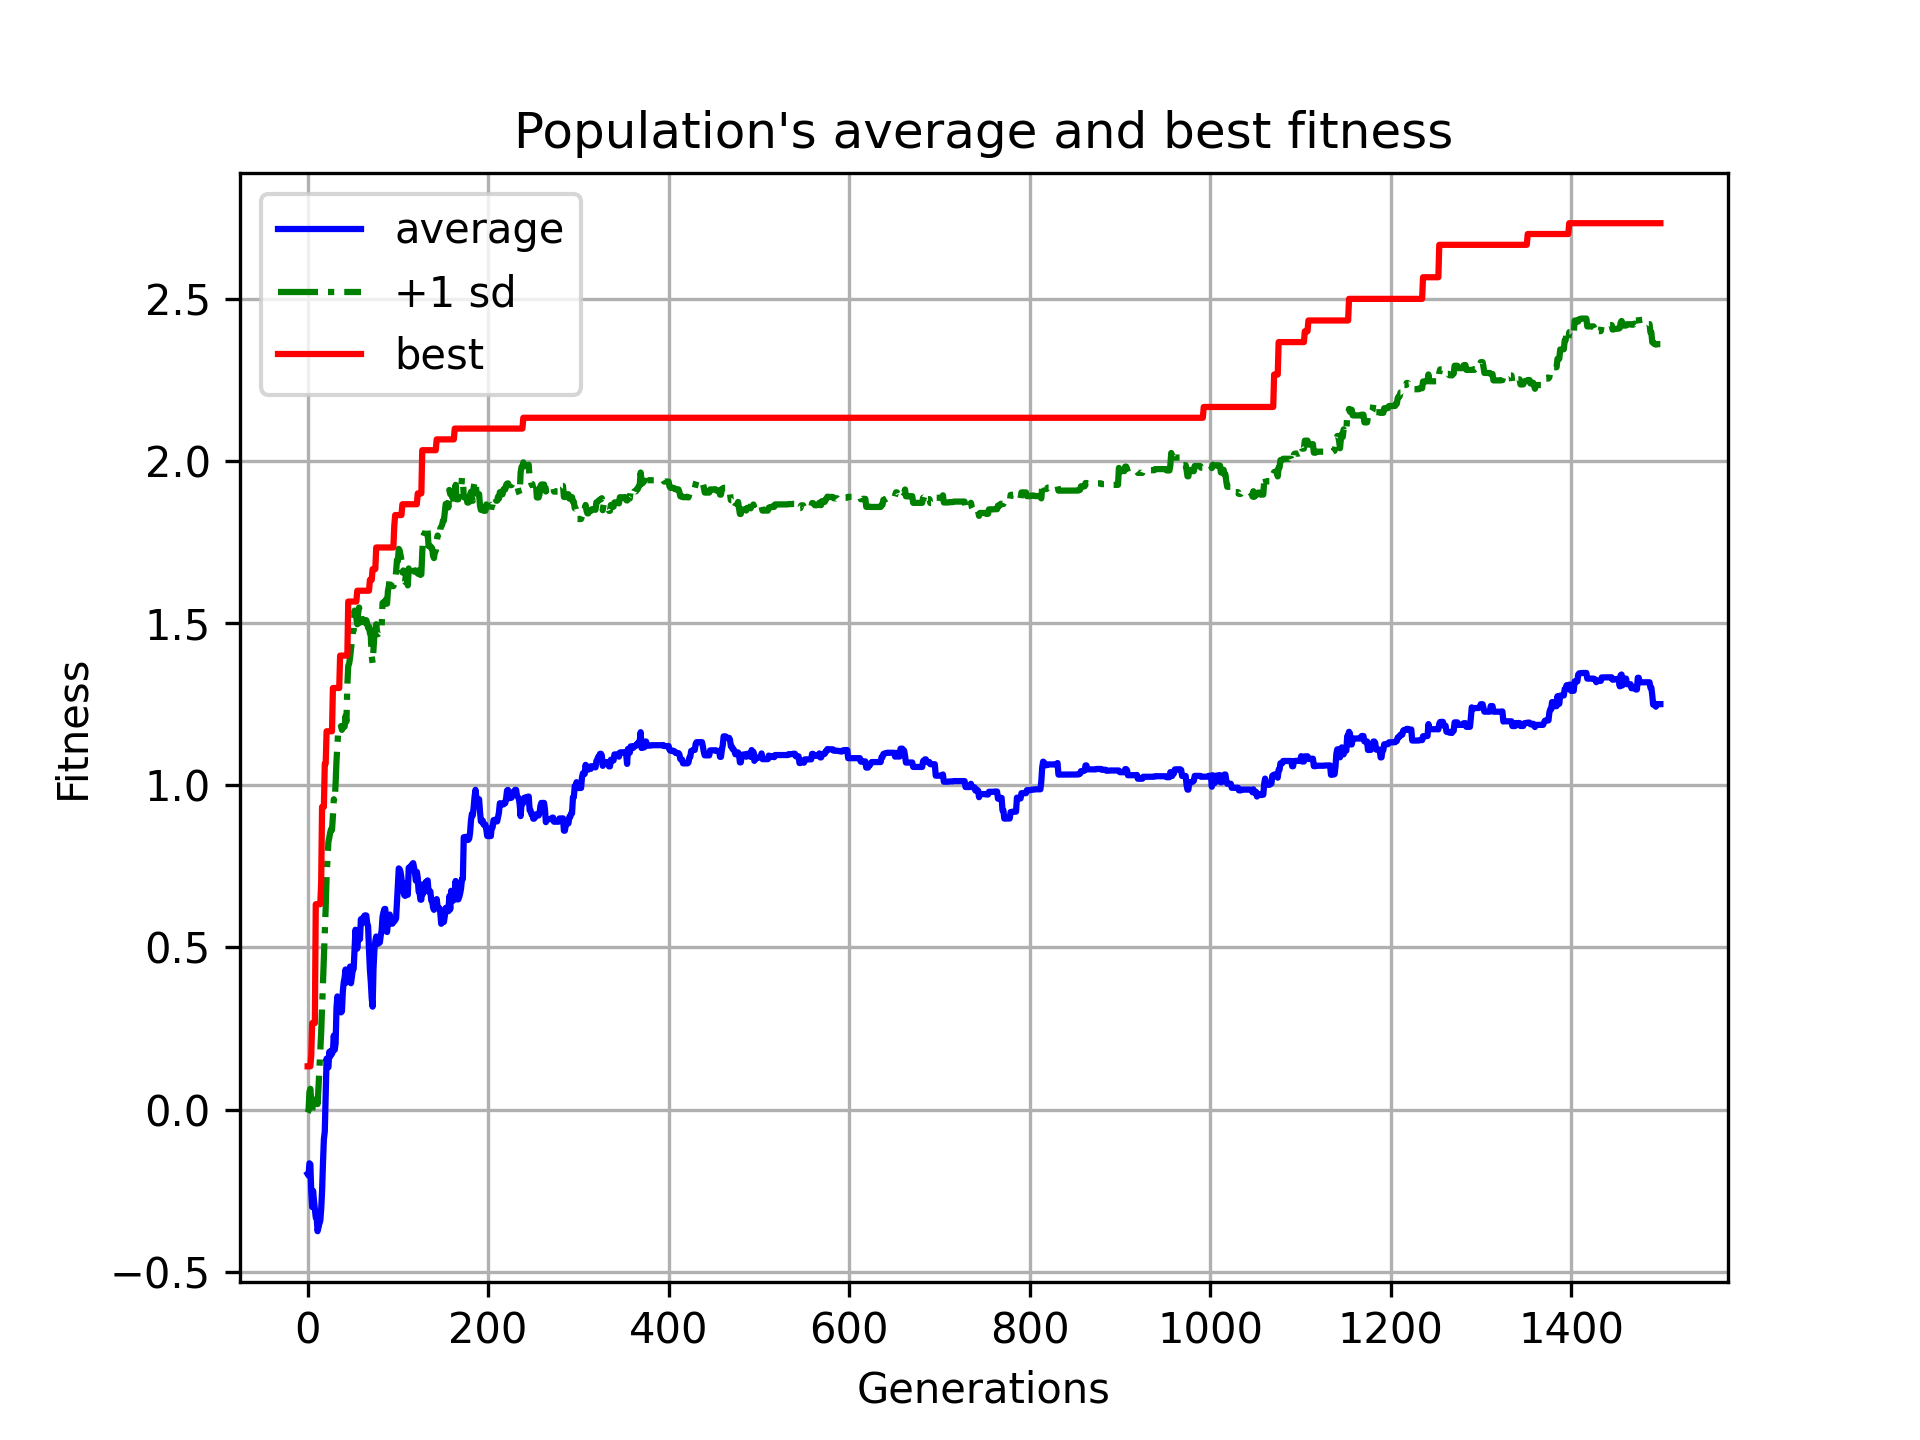 Population's average and best fitness
average
+1 sd
best
2.5
2.0
1.5
1.0
0.5
0.0
−0.5
Fitness
0 200 400 600 800 1000 1200 1400
Generations